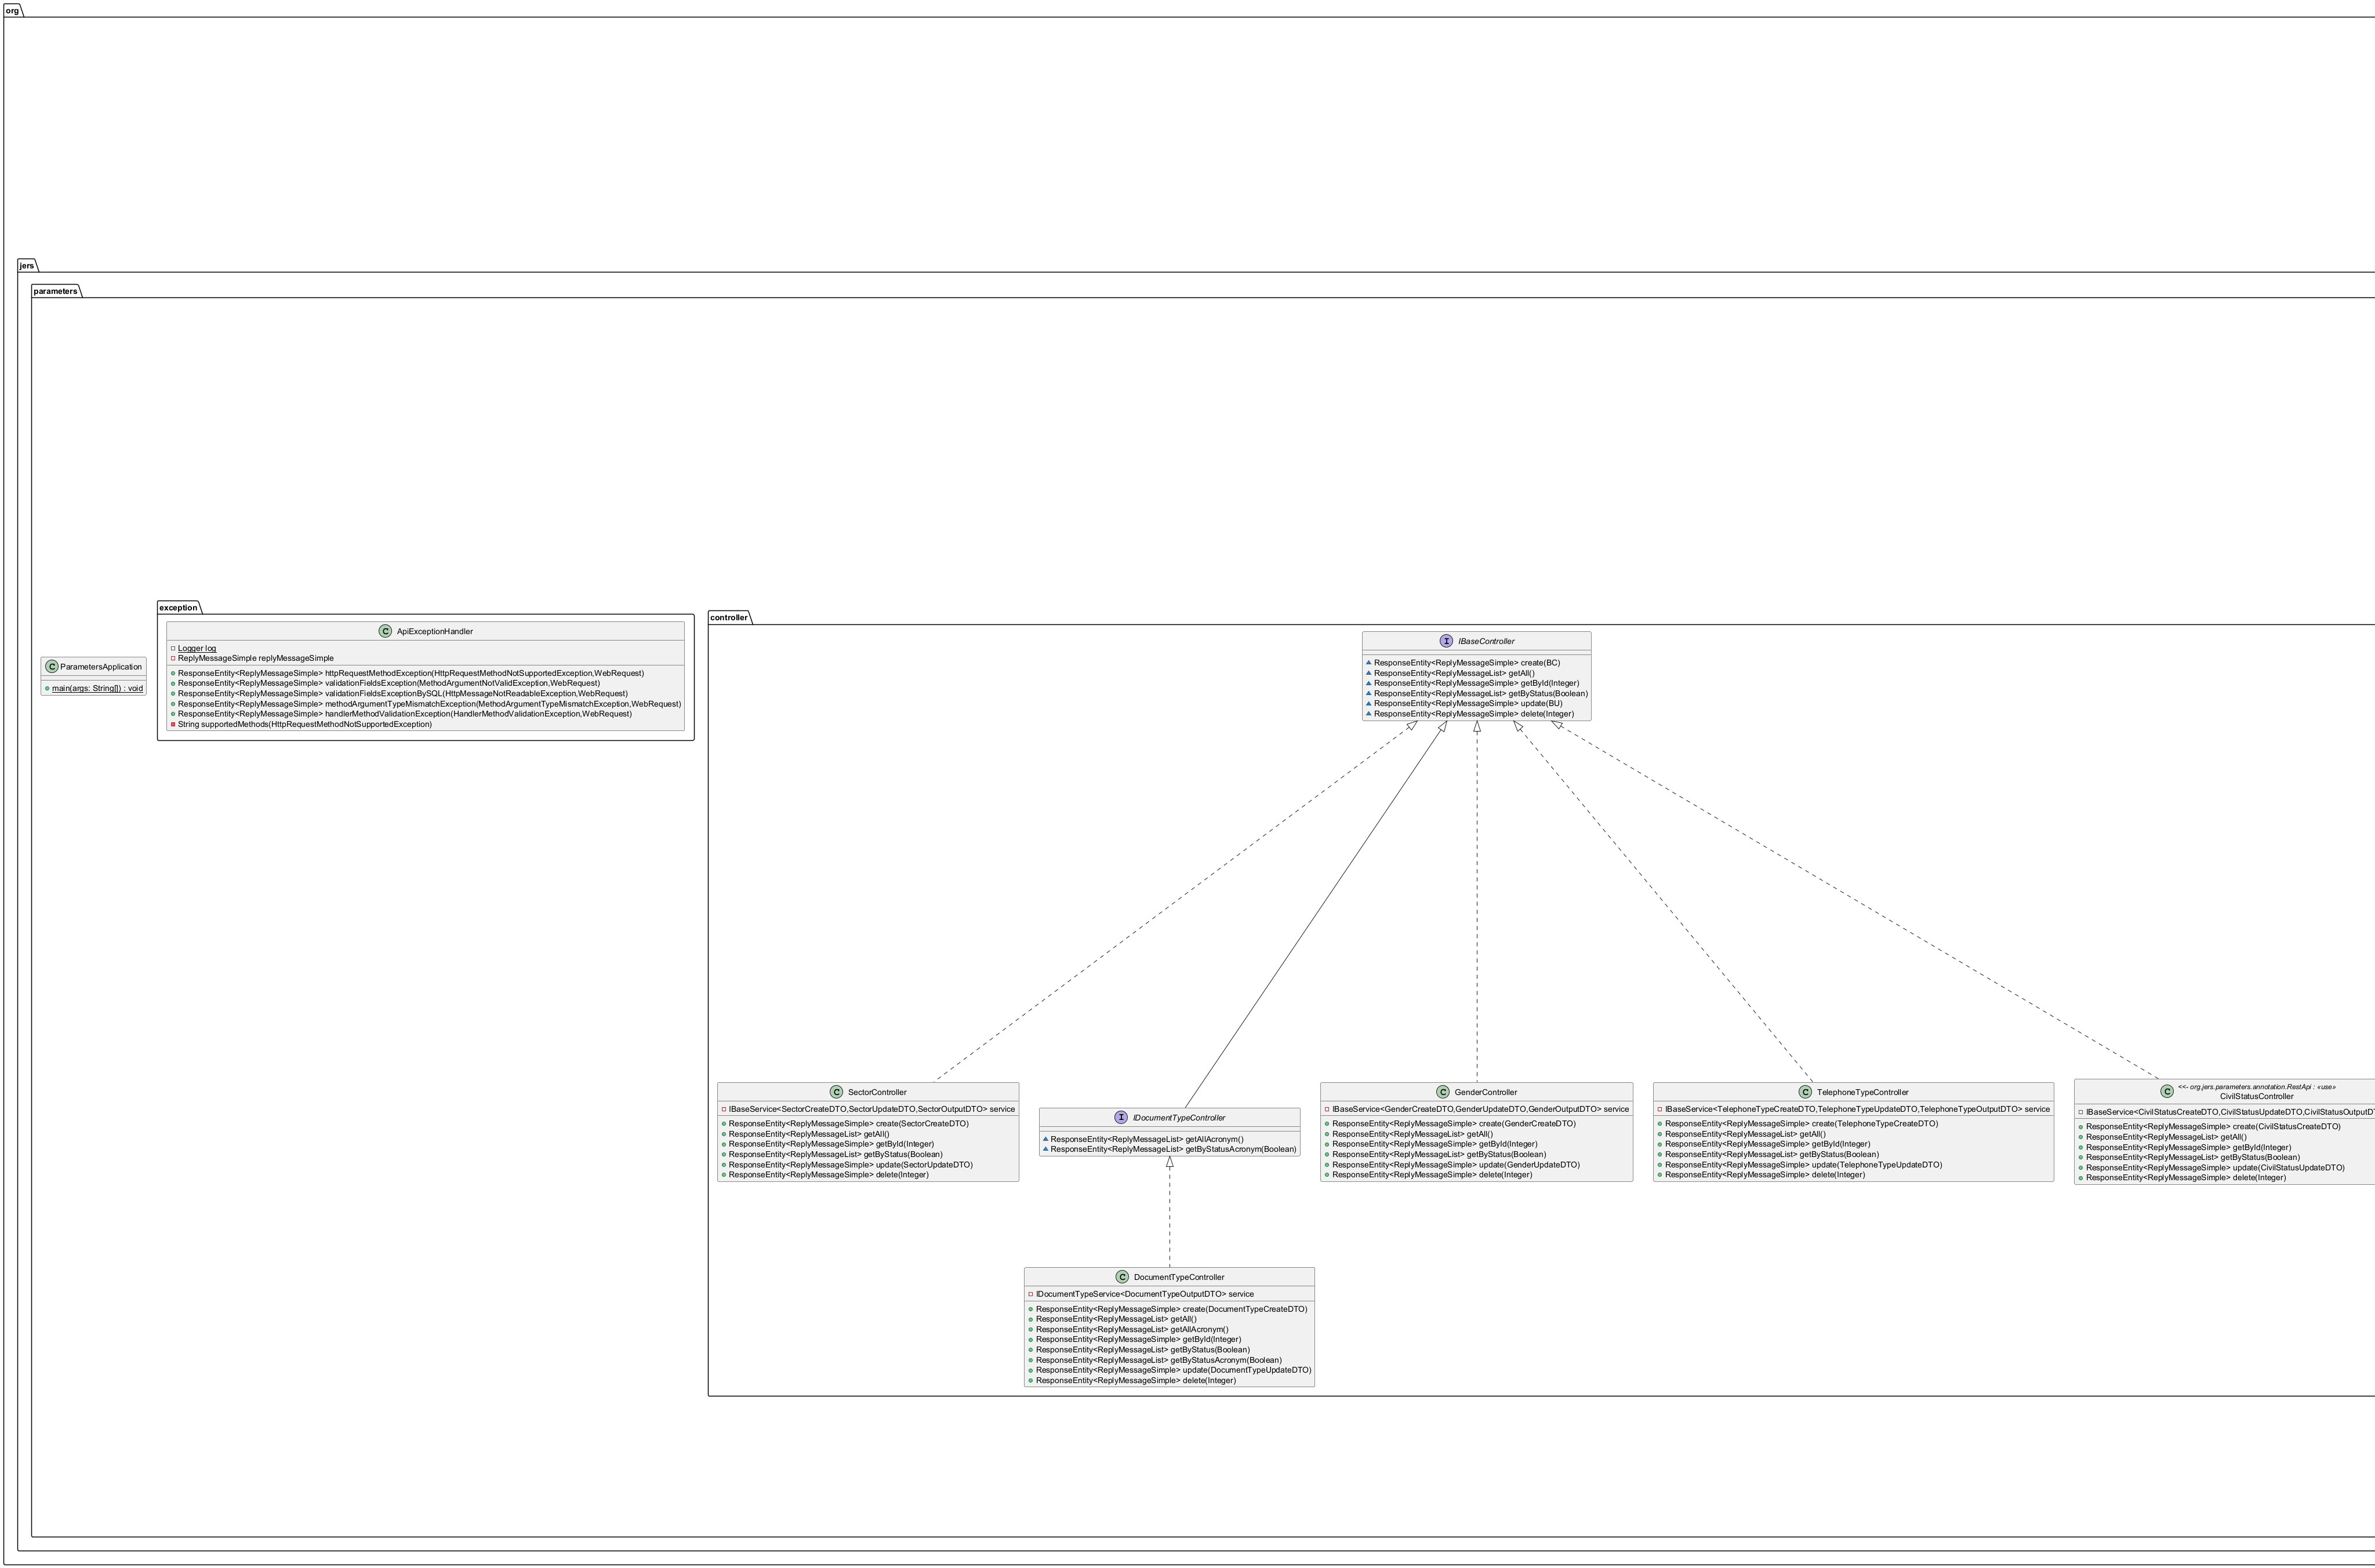 org
jers
parameters
ParametersApplication
main(args: String[]) : void
exception
ApiExceptionHandler
Logger log
ReplyMessageSimple replyMessageSimple
ResponseEntity<ReplyMessageSimple> httpRequestMethodException(HttpRequestMethodNotSupportedException,WebRequest)
ResponseEntity<ReplyMessageSimple> validationFieldsException(MethodArgumentNotValidException,WebRequest)
ResponseEntity<ReplyMessageSimple> validationFieldsExceptionBySQL(HttpMessageNotReadableException,WebRequest)
ResponseEntity<ReplyMessageSimple> methodArgumentTypeMismatchException(MethodArgumentTypeMismatchException,WebRequest)
ResponseEntity<ReplyMessageSimple> handlerMethodValidationException(HandlerMethodValidationException,WebRequest)
String supportedMethods(HttpRequestMethodNotSupportedException)
controller
I IBaseController
ResponseEntity<ReplyMessageSimple> create(BC)
ResponseEntity<ReplyMessageList> getAll()
ResponseEntity<ReplyMessageSimple> getById(Integer)
ResponseEntity<ReplyMessageList> getByStatus(Boolean)
ResponseEntity<ReplyMessageSimple> update(BU)
ResponseEntity<ReplyMessageSimple> delete(Integer)
C SectorController
IBaseService<SectorCreateDTO,SectorUpdateDTO,SectorOutputDTO> service
ResponseEntity<ReplyMessageSimple> create(SectorCreateDTO)
ResponseEntity<ReplyMessageList> getAll()
ResponseEntity<ReplyMessageSimple> getById(Integer)
ResponseEntity<ReplyMessageList> getByStatus(Boolean)
ResponseEntity<ReplyMessageSimple> update(SectorUpdateDTO)
ResponseEntity<ReplyMessageSimple> delete(Integer)
I IDocumentTypeController
ResponseEntity<ReplyMessageList> getAllAcronym()
ResponseEntity<ReplyMessageList> getByStatusAcronym(Boolean)
C GenderController
IBaseService<GenderCreateDTO,GenderUpdateDTO,GenderOutputDTO> service
ResponseEntity<ReplyMessageSimple> create(GenderCreateDTO)
ResponseEntity<ReplyMessageList> getAll()
ResponseEntity<ReplyMessageSimple> getById(Integer)
ResponseEntity<ReplyMessageList> getByStatus(Boolean)
ResponseEntity<ReplyMessageSimple> update(GenderUpdateDTO)
ResponseEntity<ReplyMessageSimple> delete(Integer)
C TelephoneTypeController
IBaseService<TelephoneTypeCreateDTO,TelephoneTypeUpdateDTO,TelephoneTypeOutputDTO> service
ResponseEntity<ReplyMessageSimple> create(TelephoneTypeCreateDTO)
ResponseEntity<ReplyMessageList> getAll()
ResponseEntity<ReplyMessageSimple> getById(Integer)
ResponseEntity<ReplyMessageList> getByStatus(Boolean)
ResponseEntity<ReplyMessageSimple> update(TelephoneTypeUpdateDTO)
ResponseEntity<ReplyMessageSimple> delete(Integer)
C <<- org.jers.parameters.annotation.RestApi : «use»
CivilStatusController
IBaseService<CivilStatusCreateDTO,CivilStatusUpdateDTO,CivilStatusOutputDT
ResponseEntity<ReplyMessageSimple> create(CivilStatusCreateDTO)
ResponseEntity<ReplyMessageList> getAll()
ResponseEntity<ReplyMessageSimple> getById(Integer)
ResponseEntity<ReplyMessageList> getByStatus(Boolean)
ResponseEntity<ReplyMessageSimple> update(CivilStatusUpdateDTO)
ResponseEntity<ReplyMessageSimple> delete(Integer)
C DocumentTypeController
IDocumentTypeService<DocumentTypeOutputDTO> service
ResponseEntity<ReplyMessageSimple> create(DocumentTypeCreateDTO)
ResponseEntity<ReplyMessageList> getAll()
ResponseEntity<ReplyMessageList> getAllAcronym()
ResponseEntity<ReplyMessageSimple> getById(Integer)
ResponseEntity<ReplyMessageList> getByStatus(Boolean)
ResponseEntity<ReplyMessageList> getByStatusAcronym(Boolean)
ResponseEntity<ReplyMessageSimple> update(DocumentTypeUpdateDTO)
ResponseEntity<ReplyMessageSimple> delete(Integer)